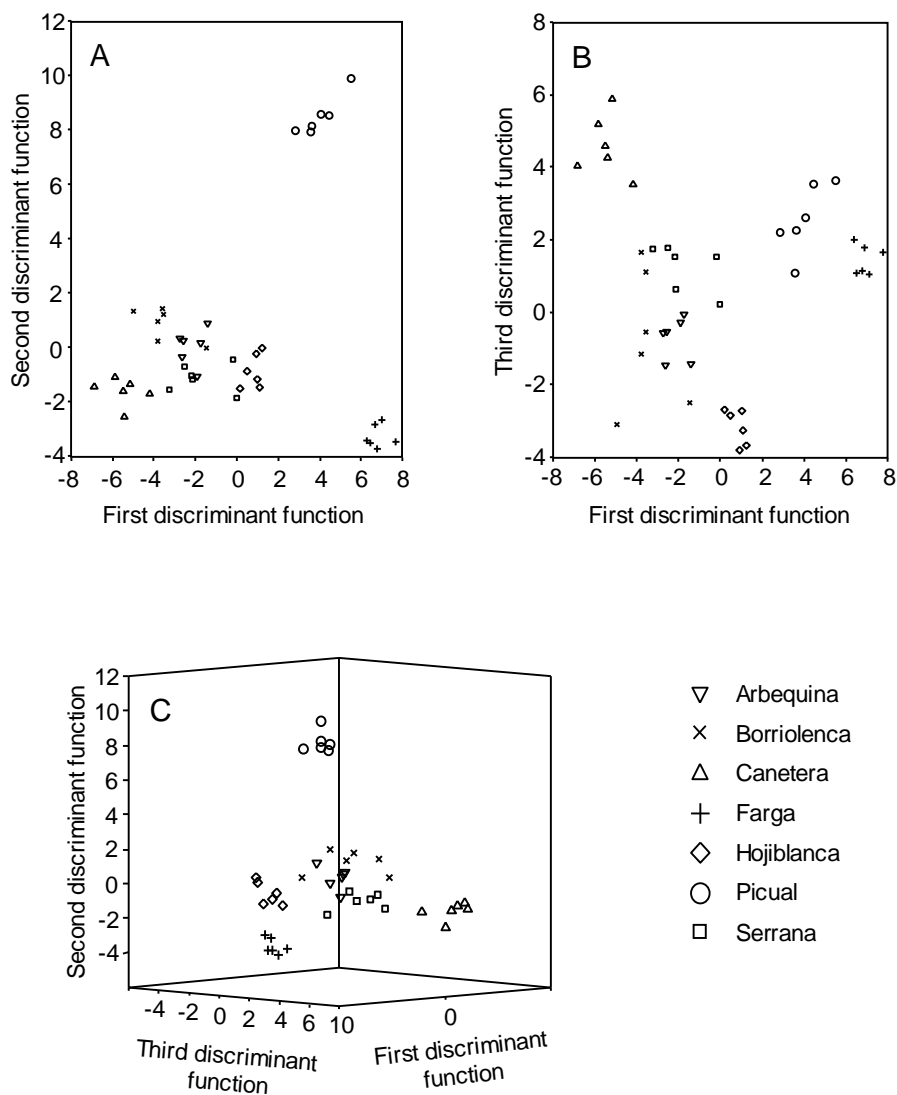 12
10
8
6
4
2
0
-2
-4
A
Second discriminant function
-8 -6 -4 -2 0 2 4 6 8
First discriminant function
8
6
4
2
0
-2
-4
B
Third discriminant function
-8 -6 -4 -2 0 2 4 6 8
First discriminant function
12
10
8
6
4
2
0
-2
-4
C
Second discriminant function
-4 -2 0 2 4 6 10
0
Third discriminant
function
First discriminant
function
Arbequina
Borriolenca
Canetera
Farga
Hojiblanca
Picual
Serrana